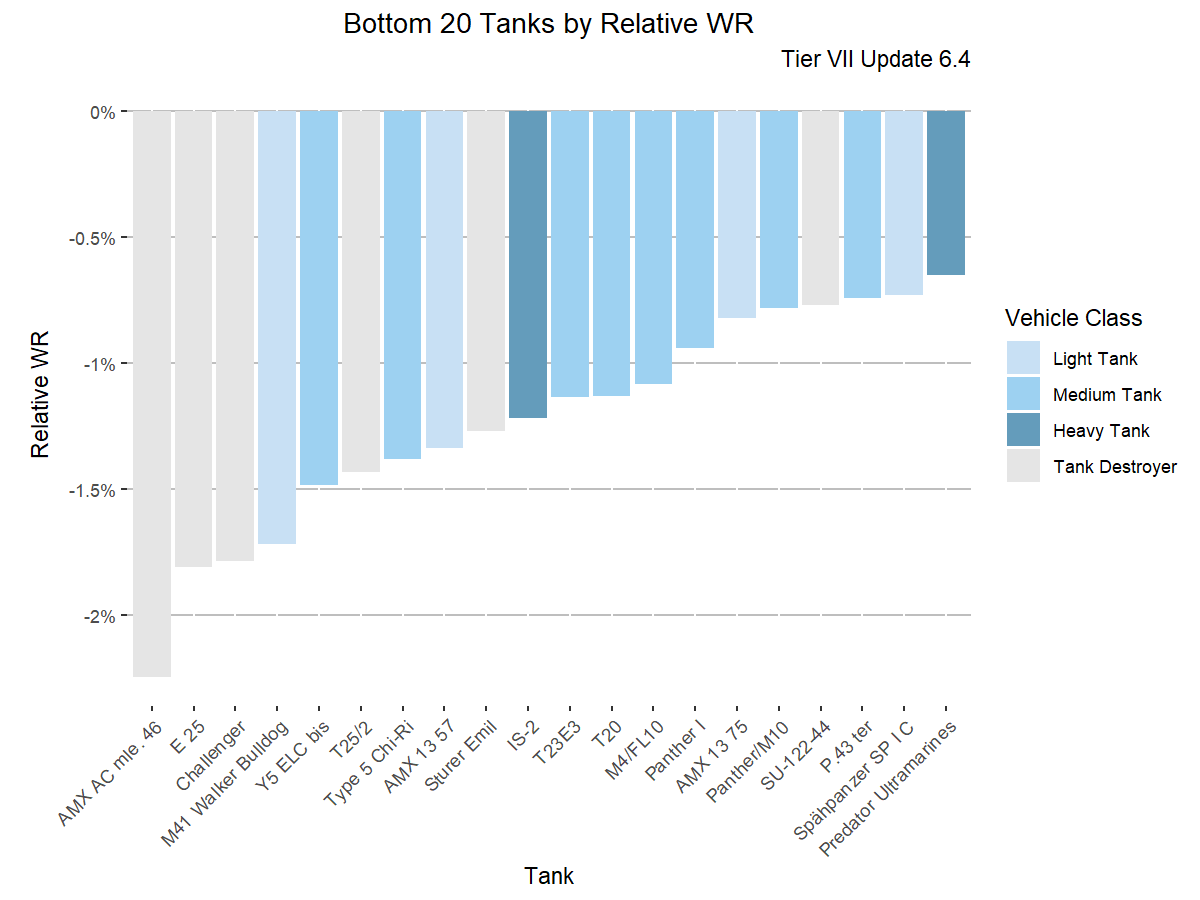 Bottom 20 Tanks by Relative WR
Tier VII Update 6.4
0%
-0.5%
-1%
-1.5%
-2%
Relative WR
AMX AC mle. 46
E 25
Challenger
M41 Walker Bulldog
Y5 ELC bis
T25/2
Type 5 Chi-Ri
AMX 13 57
Sturer Emil
IS-2
T23E3
T20
M4/FL10
Panther I
AMX 13 75
Panther/M10
SU-122-44
P.43 ter
Spähpanzer SP I C
Predator Ultramarines
Tank
Vehicle Class
Light Tank
Medium Tank
Heavy Tank
Tank Destroyer